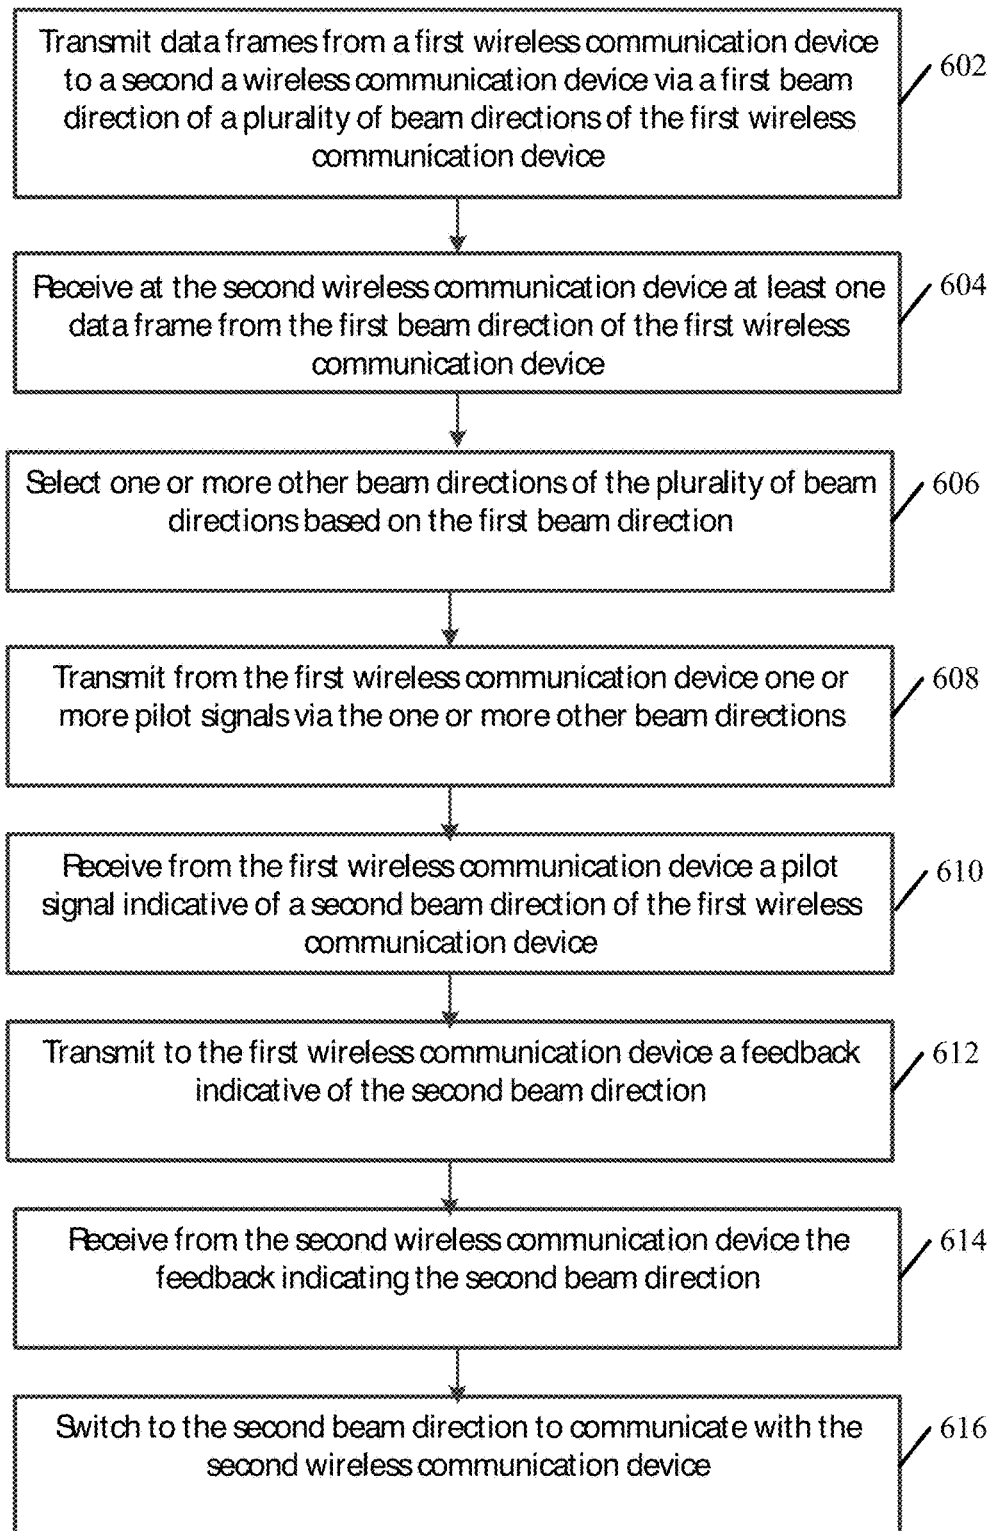 Transmit data frames from a first wireless communication device
to a second a wireless communication device via a first beam
direction of a plurality of beam directions of the first wireless
communication device
602
Receive at the second wireless communication device at least one
data frame from the first beam direction of the first wireless
communication device
604
Select one or more other beam directions of the plurality of beam
directions based on the first beam direction
606
Transmit from the first wireless communication device one or
more pilot signals via the one or more other beam directions
608
Receive from the first wireless communication device a pilot
signal indicative of a second beam direction of the first wireless
communication device
610
Transmit to the first wireless communication device a feedback
indicative of the second beam direction
612
Receive from the second wireless communication device the
feedback indicating the second beam direction
614
Switch to the second beam direction to communicate with the
second wireless communication device
616